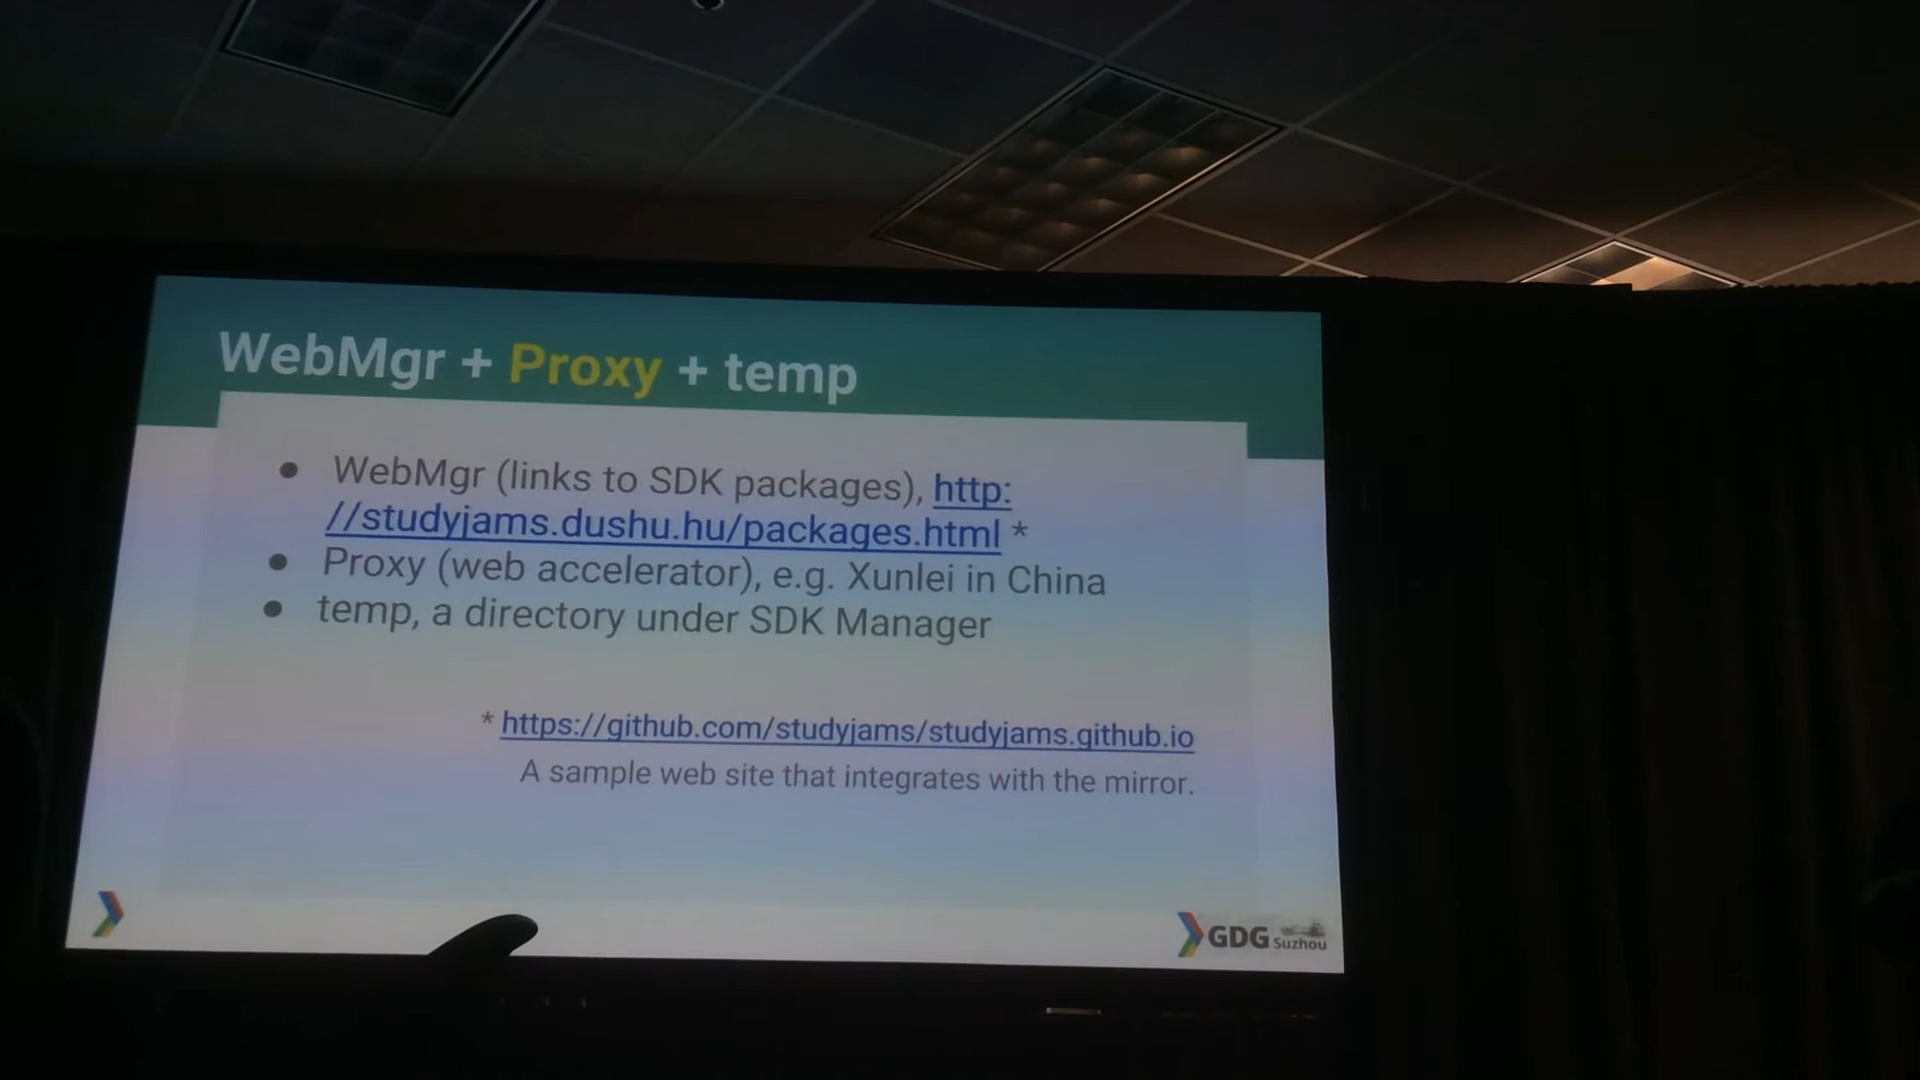 WebMgr + Proxy + temp
● WebMgr (links to SDK packages), http:
//studyjams.dushu.hu/packages.html *
● Proxy (web accelerator), e.g. Xunlei in China
● temp, a directory under SDK Manager
* https://github.com/studyjams/studyjams.github.io
A sample web site that integrates with the mirror.
GDG Suzhou